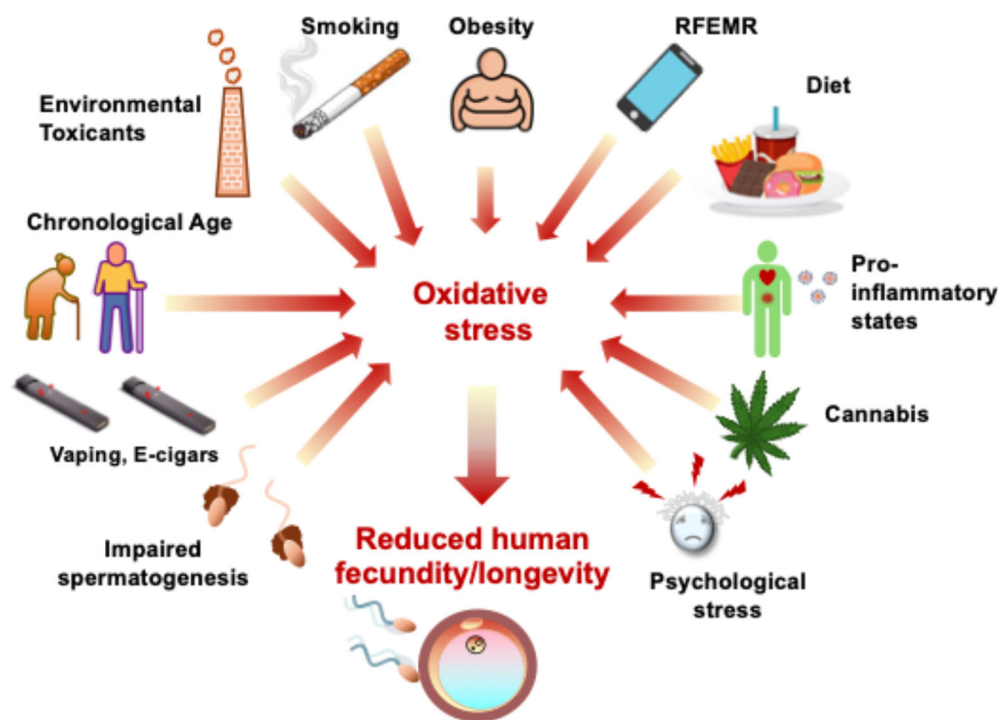 Smoking
Obesity
RFEMR
Diet
Environmental
Toxicants
Chronological Age
Pro-
inflammatory
states
Oxidative
stress
Cannabis
Vaping, E-cigars
Impaired
spermatogenesis
Psychological
stress
Reduced human
fecundity/longevity